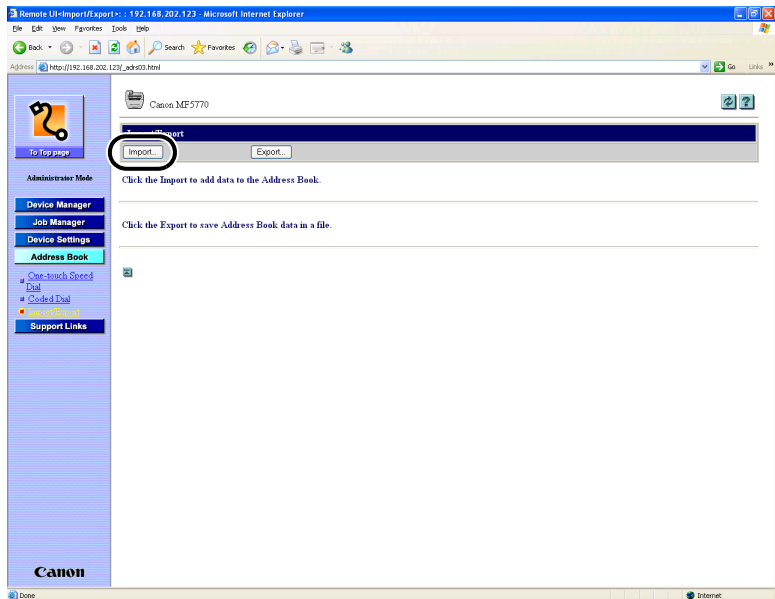 Remote UI<Import/Export>: : 192.168.202.123 - Microsoft Internet Explorer
File Edit View Favorites Tools Help
Back Search Favorites
Address http://192.168.202.123/_adrs03.html Go Links »
Canon MF5770
Import/Export
To Top page
Import... Export...
Administrator Mode
Click the Import to add data to the Address Book.
Device Manager
Job Manager
Click the Export to save Address Book data in a file.
Device Settings
Address Book
One-touch Speed
Dial
Coded Dial
Import/Export
Support Links
Canon
Done Internet